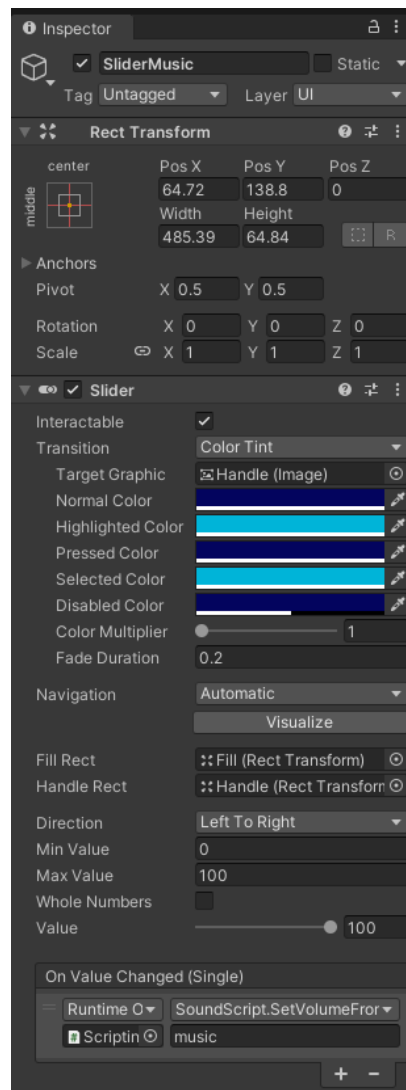 Inspector
SliderMusic Static
Tag Untagged Layer UI
Rect Transform
center Pos X Pos Y Pos Z
middle 64.72 138.8 0
Width Height
485.39 64.84 R
Anchors
Pivot X 0.5 Y 0.5
Rotation X 0 Y 0 Z 0
Scale X 1 Y 1 Z 1
Slider
Interactable
Transition Color Tint
Target Graphic Handle (Image)
Normal Color
Highlighted Color
Pressed Color
Selected Color
Disabled Color
Color Multiplier 1
Fade Duration 0.2
Navigation Automatic
Visualize
Fill Rect Fill (Rect Transform)
Handle Rect Handle (Rect Transform
Direction Left To Right
Min Value 0
Max Value 100
Whole Numbers
Value 100
On Value Changed (Single)
Runtime O SoundScript.SetVolumeFror
Scriptin music